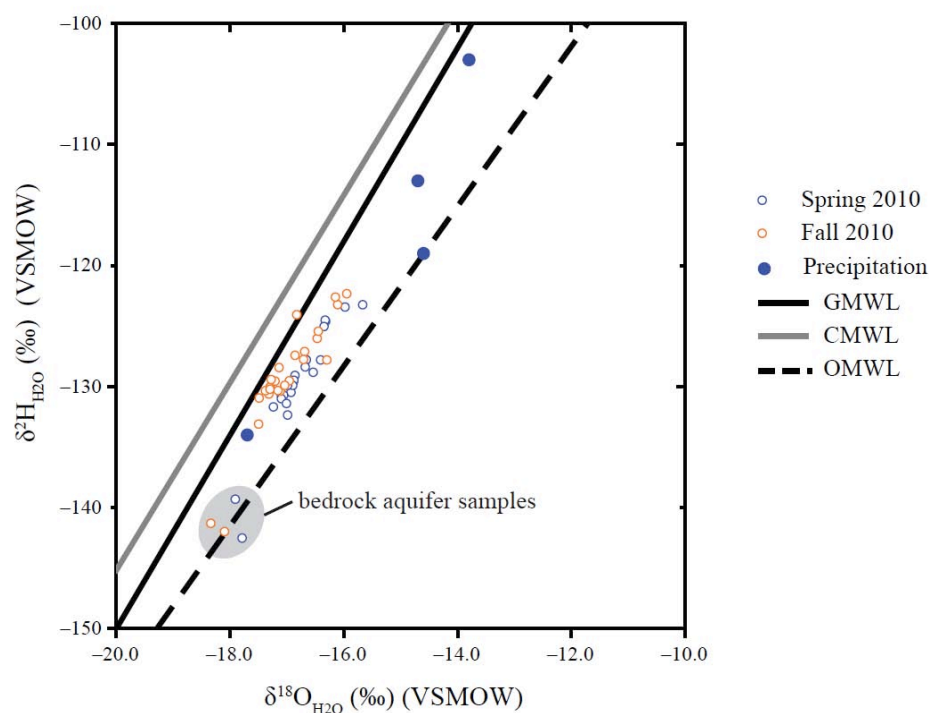 −100
−110
−120
−130
−140
−150
δ²H_H2O (‰) (VSMOW)
−20.0
−18.0
−16.0
−14.0
−12.0
−10.0
δ¹⁸O_H2O (‰) (VSMOW)
bedrock aquifer samples
Spring 2010
Fall 2010
Precipitation
GMWL
CMWL
OMWL